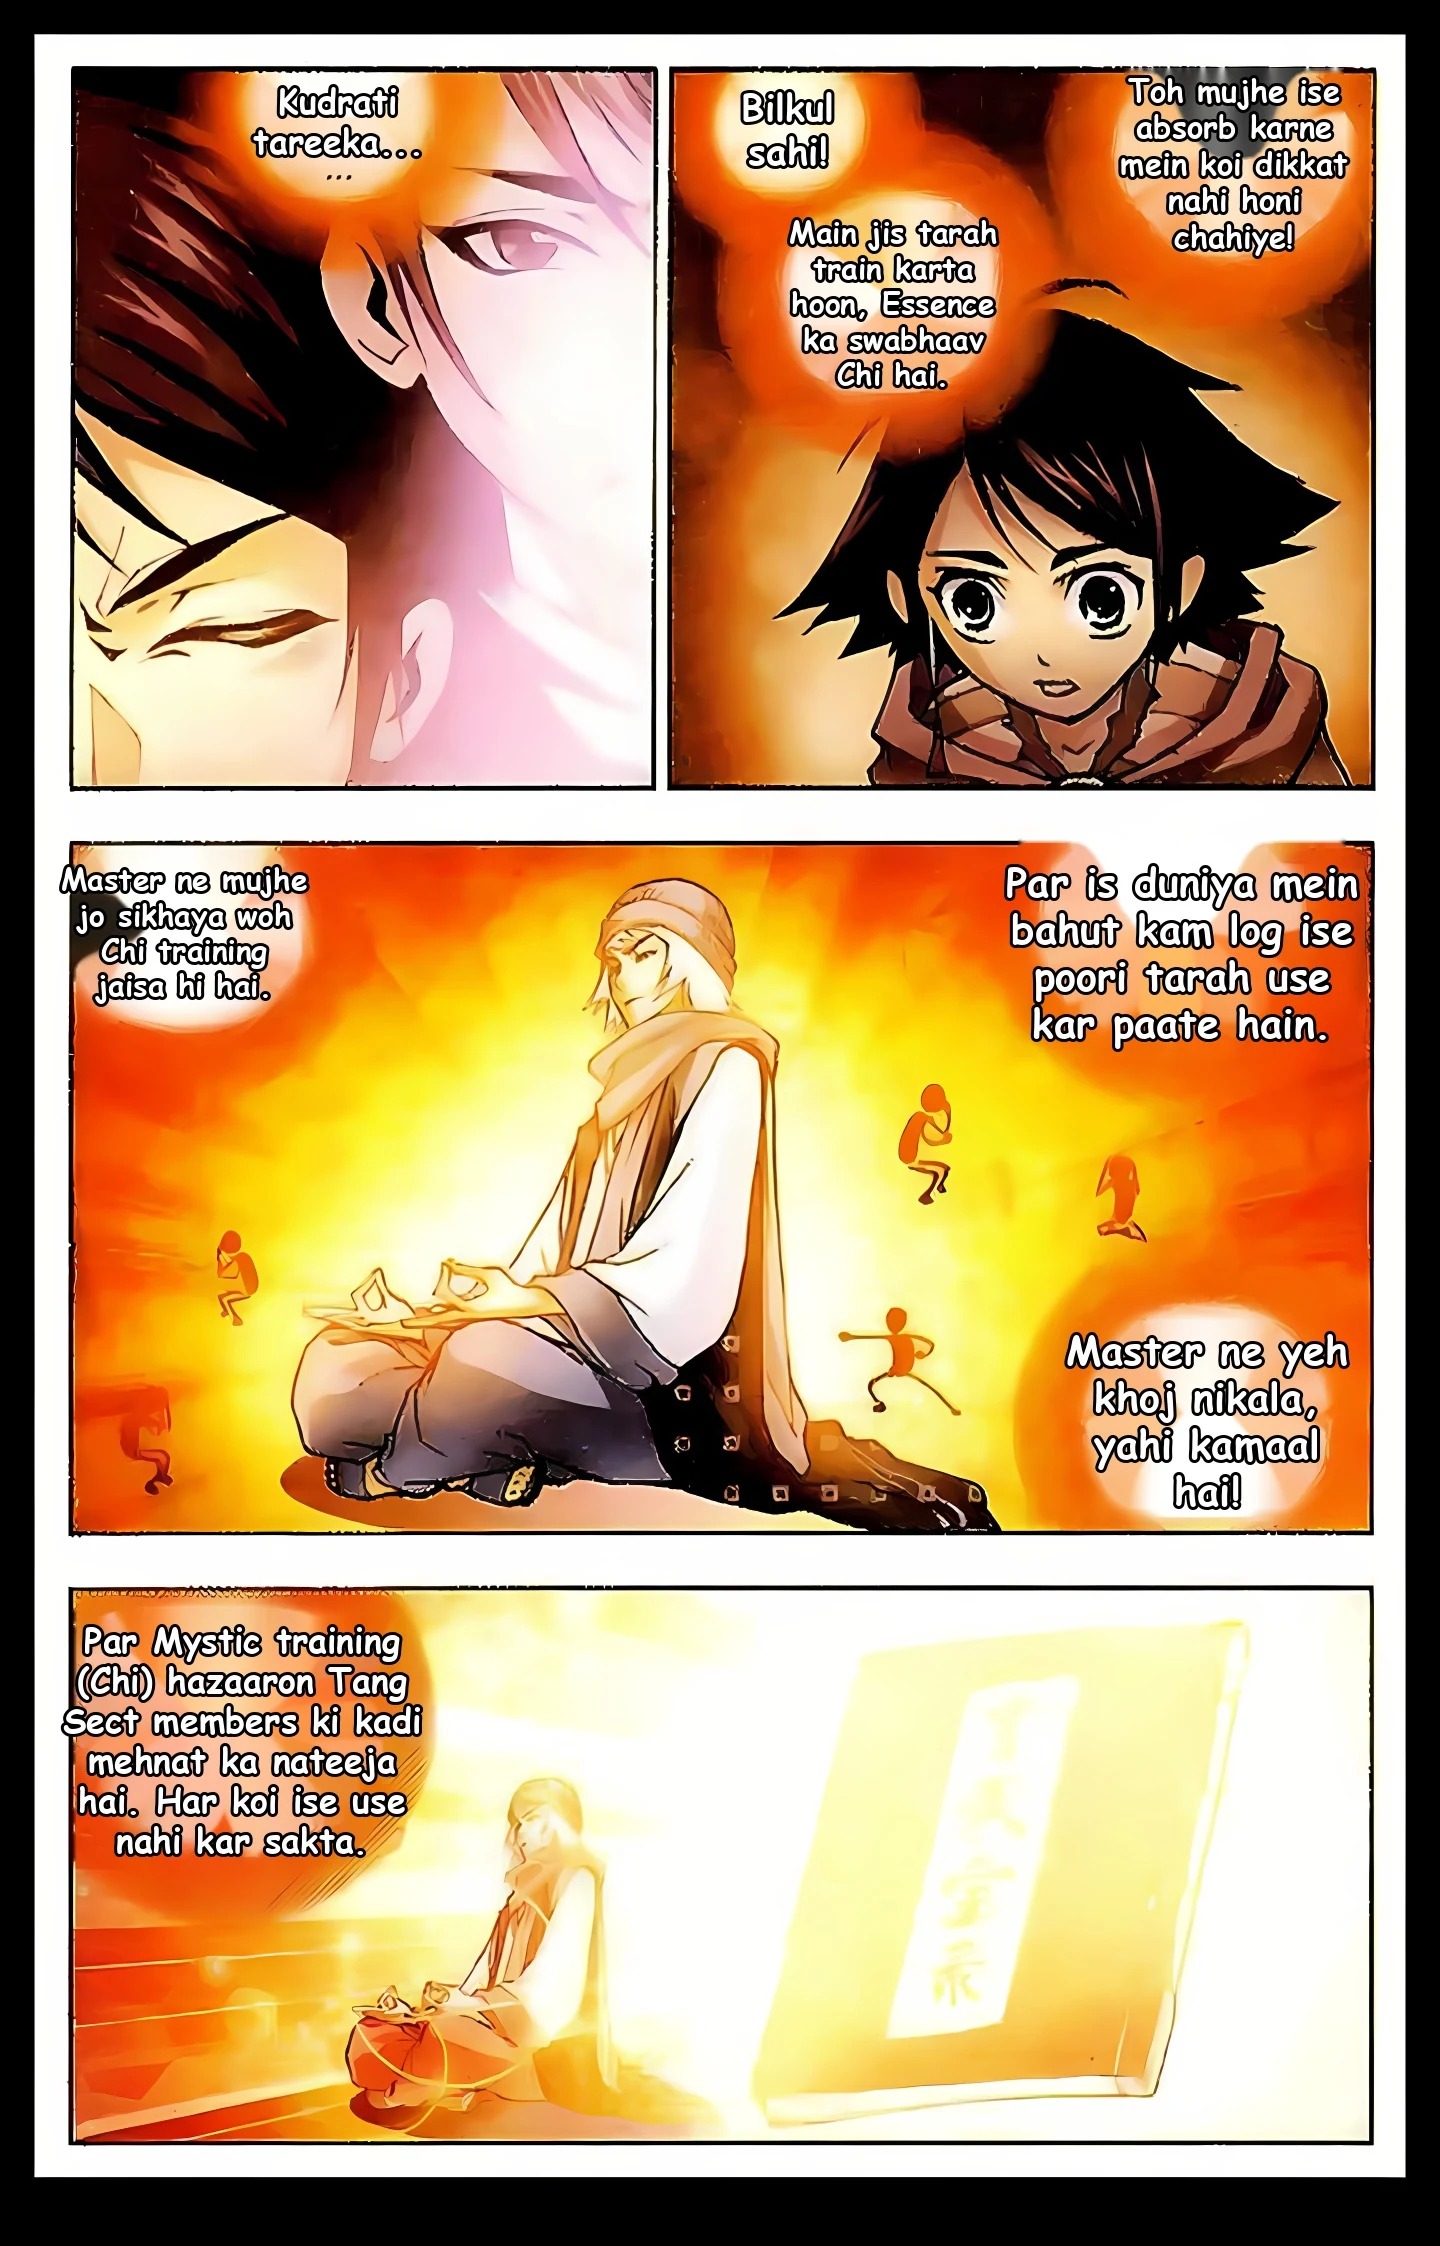 Kudrati
tareeka...
...
Bilkul
sahi!
Main jis tarah
train karta
hoon, Essence
ka swabhaav
Chi hai.
Toh mujhe ise
absorb karne
mein koi dikkat
nahi honi
chahiye!
Master ne mujhe
jo sikhaya woh
Chi training
jaisa hi hai.
Par is duniya mein
bahut kam log ise
poori tarah use
kar paate hain.
Master ne yeh
khoj nikala,
yahi kamaal
hai!
Par Mystic training
(Chi) hazaaron Tang
Sect members ki kadi
mehnat ka nateeja
hai. Har koi ise use
nahi kar sakta.